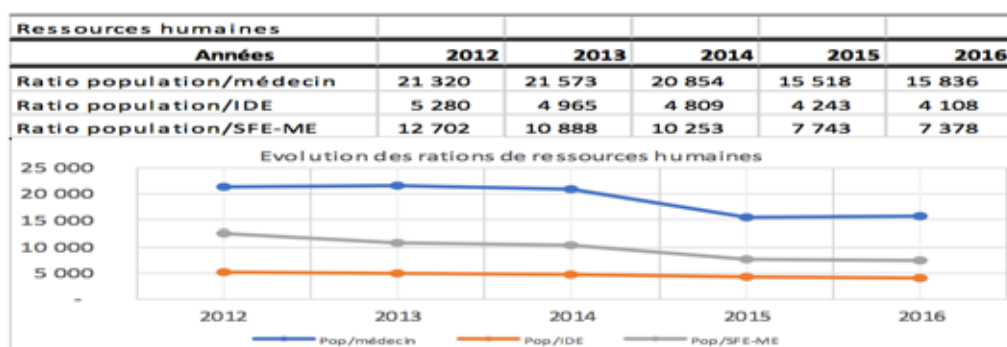 Ressources humaines
Années 2012 2013 2014 2015 2016
Ratio population/médecin 21 320 21 573 20 854 15 518 15 836
Ratio population/IDE 5 280 4 965 4 809 4 243 4 108
Ratio population/SFE-ME 12 702 10 888 10 253 7 743 7 378
Evolution des rations de ressources humaines
25 000
20 000
15 000
10 000
5 000
-
2012 2013 2014 2015 2016
Pop/médecin Pop/IDE Pop/SFE-ME